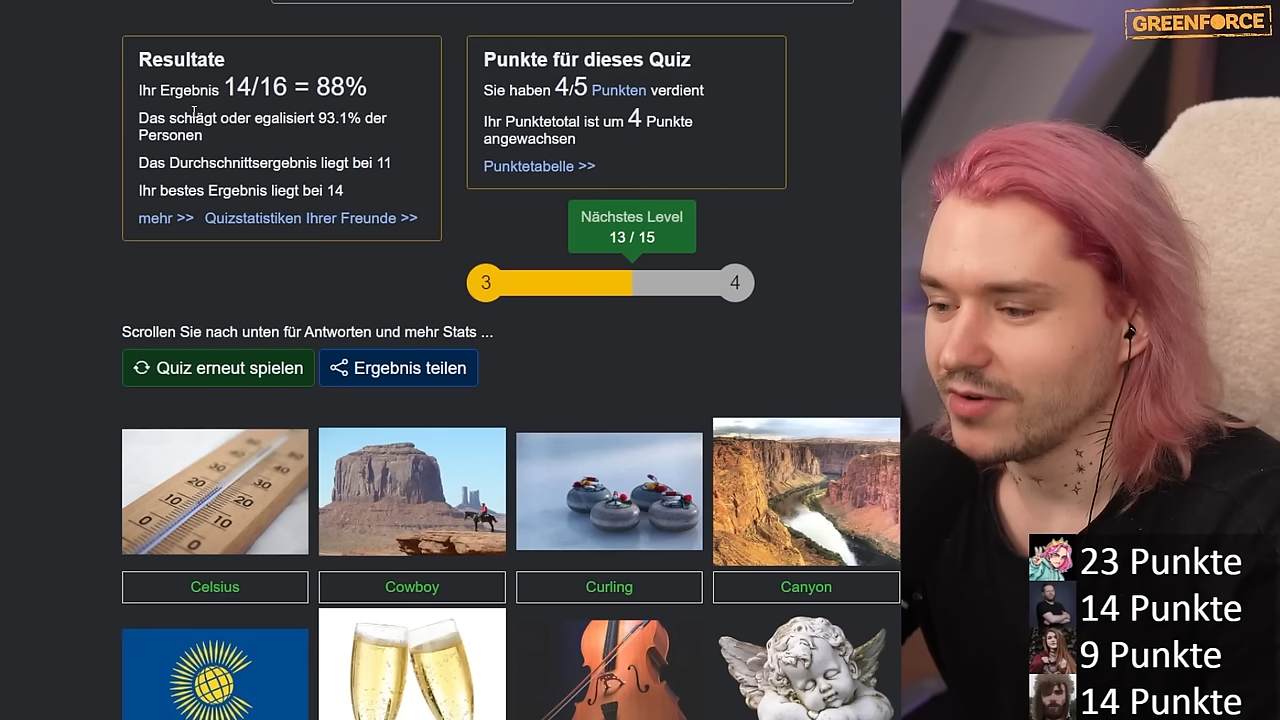 GREENFORCE
Resultate
Ihr Ergebnis 14/16 = 88%
Das schlägt oder egalisiert 93.1% der
Personen
Das Durchschnittsergebnis liegt bei 11
Ihr bestes Ergebnis liegt bei 14
mehr >> Quizstatistiken Ihrer Freunde >>
Punkte für dieses Quiz
Sie haben 4/5 Punkten verdient
Ihr Punktetotal ist um 4 Punkte
angewachsen
Punktetabelle >>
Nächstes Level
13 / 15
3
4
Scrollen Sie nach unten für Antworten und mehr Stats ...
Quiz erneut spielen
Ergebnis teilen
Celsius
Cowboy
Curling
Canyon
23 Punkte
14 Punkte
9 Punkte
14 Punkte